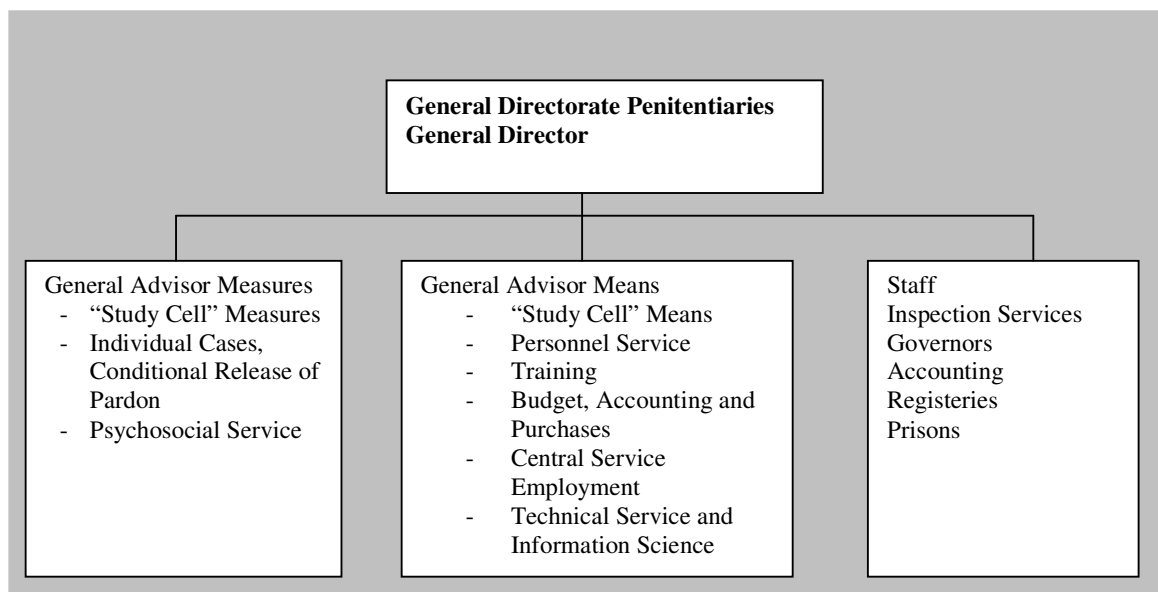 General Directorate Penitentiaries
General Director
General Advisor Measures
- “Study Cell” Measures
- Individual Cases,
Conditional Release of
Pardon
- Psychosocial Service
General Advisor Means
- “Study Cell” Means
- Personnel Service
- Training
- Budget, Accounting and
Purchases
- Central Service
Employment
- Technical Service and
Information Science
Staff
Inspection Services
Governors
Accounting
Registeries
Prisons